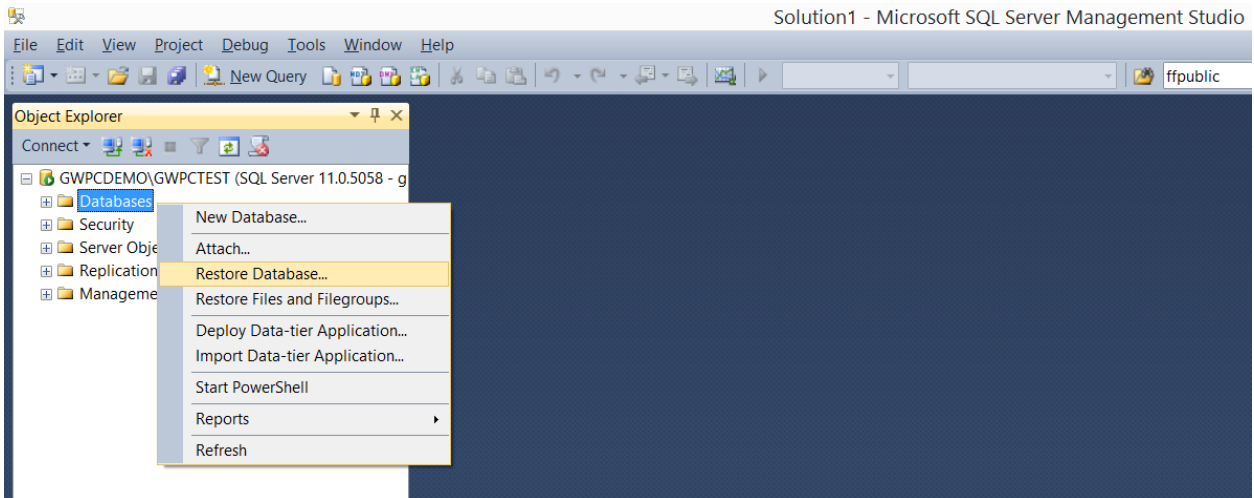 Solution1 - Microsoft SQL Server Management Studio
File Edit View Project Debug Tools Window Help
New Query ffpublic
Object Explorer
Connect
GWPCDEMO\GWPCTEST (SQL Server 11.0.5058 - g
Databases
Security
Server Obje
Replication
Manageme
New Database...
Attach...
Restore Database...
Restore Files and Filegroups...
Deploy Data-tier Application...
Import Data-tier Application...
Start PowerShell
Reports
Refresh